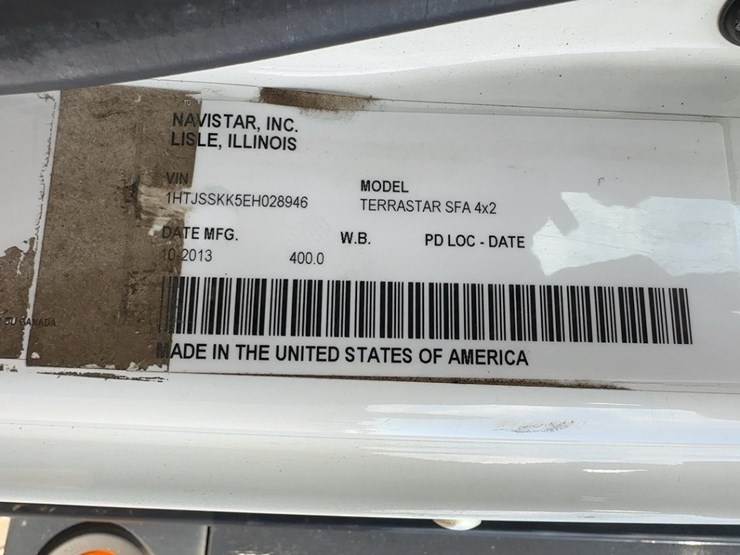 NAVISTAR, INC.
LISLE, ILLINOIS
VIN
1HTJSSKK5EH028946
MODEL
TERRASTAR SFA 4x2
DATE MFG. W.B. PD LOC - DATE
10-2013 400.0
MADE IN THE UNITED STATES OF AMERICA